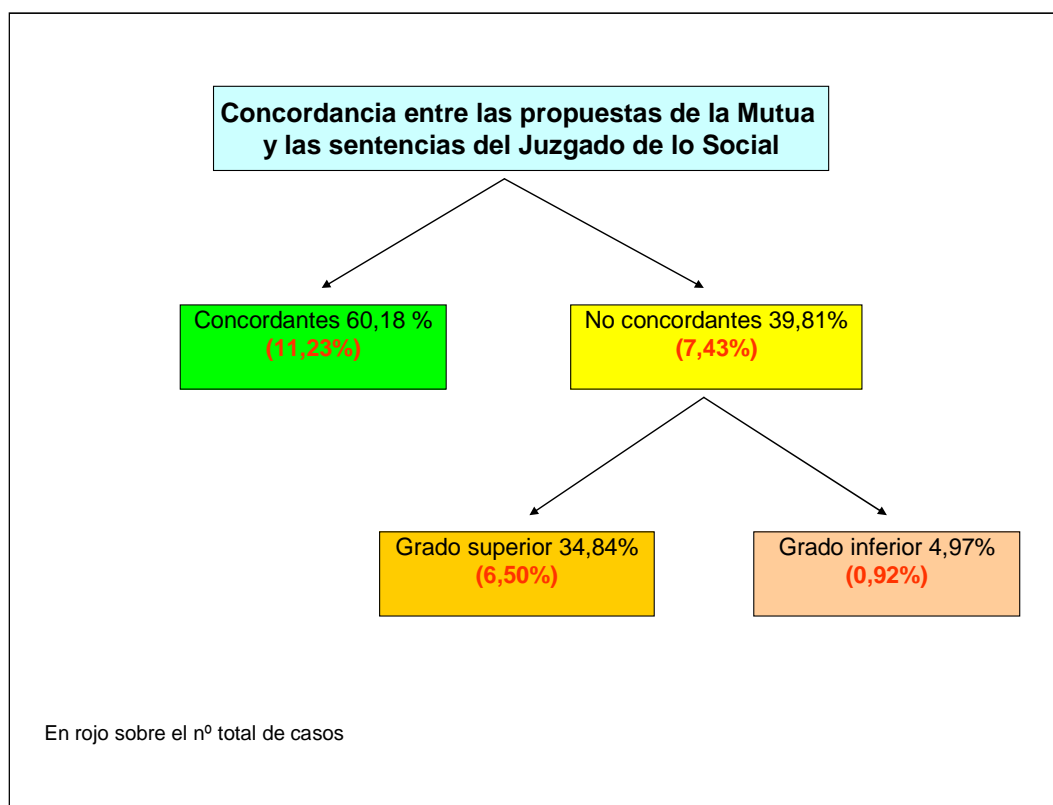 Concordancia entre las propuestas de la Mutua
y las sentencias del Juzgado de lo Social
Concordantes 60,18 %
(11,23%)
No concordantes 39,81%
(7,43%)
Grado superior 34,84%
(6,50%)
Grado inferior 4,97%
(0,92%)
En rojo sobre el nº total de casos